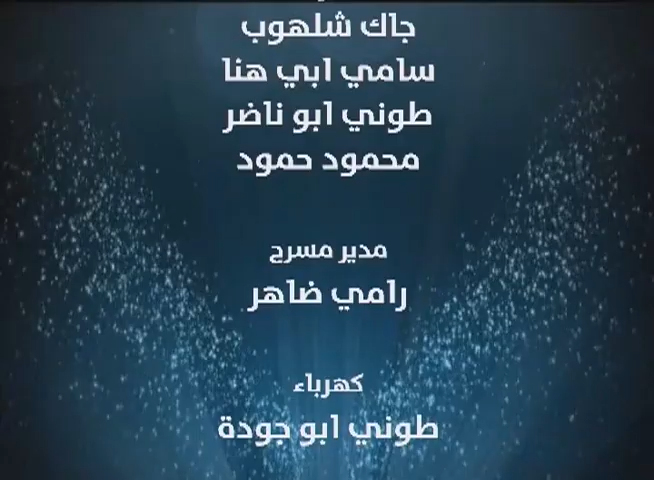 جاك شلهوب
سامي ابي هنا
طوني ابو ناضر
محمود حمود
مدير مسرح
رامي ضاهر
كهرباء
طوني ابو جودة